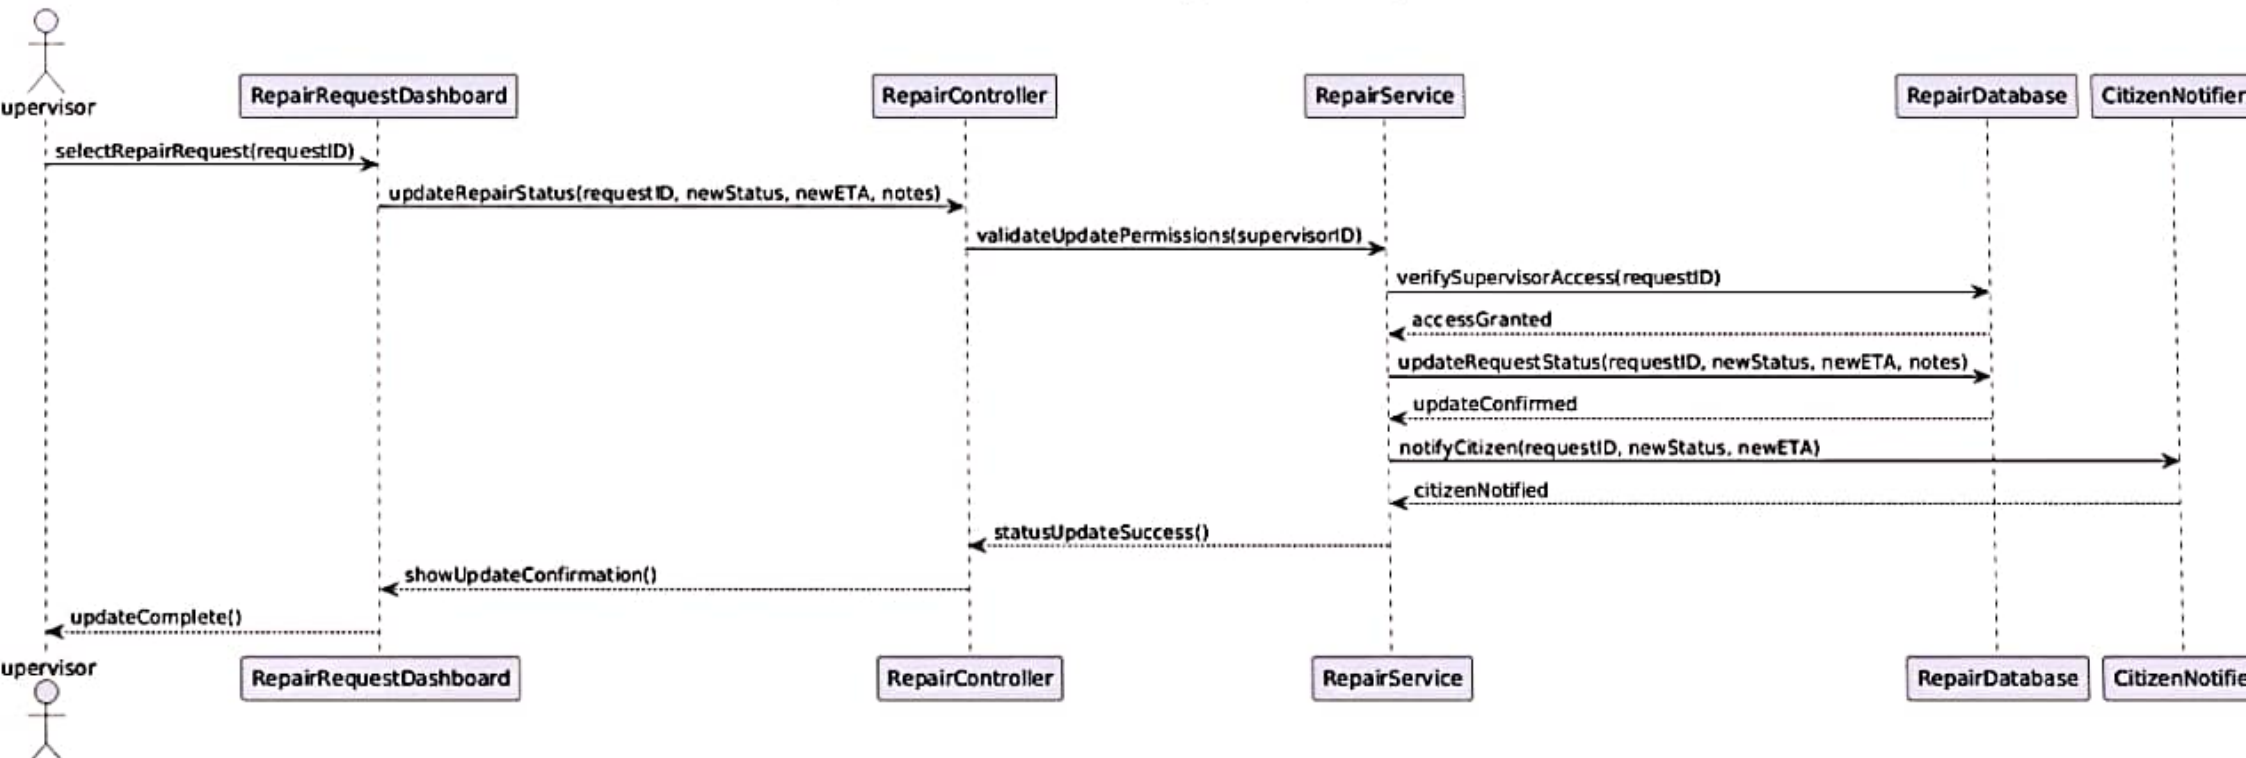 upervisor
RepairRequestDashboard
RepairController
RepairService
RepairDatabase
CitizenNotifier
selectRepairRequest(requestID)
updateRepairStatus(requestID, newStatus, newETA, notes)
validateUpdatePermissions(supervisorID)
verifySupervisorAccess(requestID)
accessGranted
updateRequestStatus(requestID, newStatus, newETA, notes)
updateConfirmed
notifyCitizen(requestID, newStatus, newETA)
citizenNotified
statusUpdateSuccess()
showUpdateConfirmation()
updateComplete()
upervisor
RepairRequestDashboard
RepairController
RepairService
RepairDatabase
CitizenNotifie